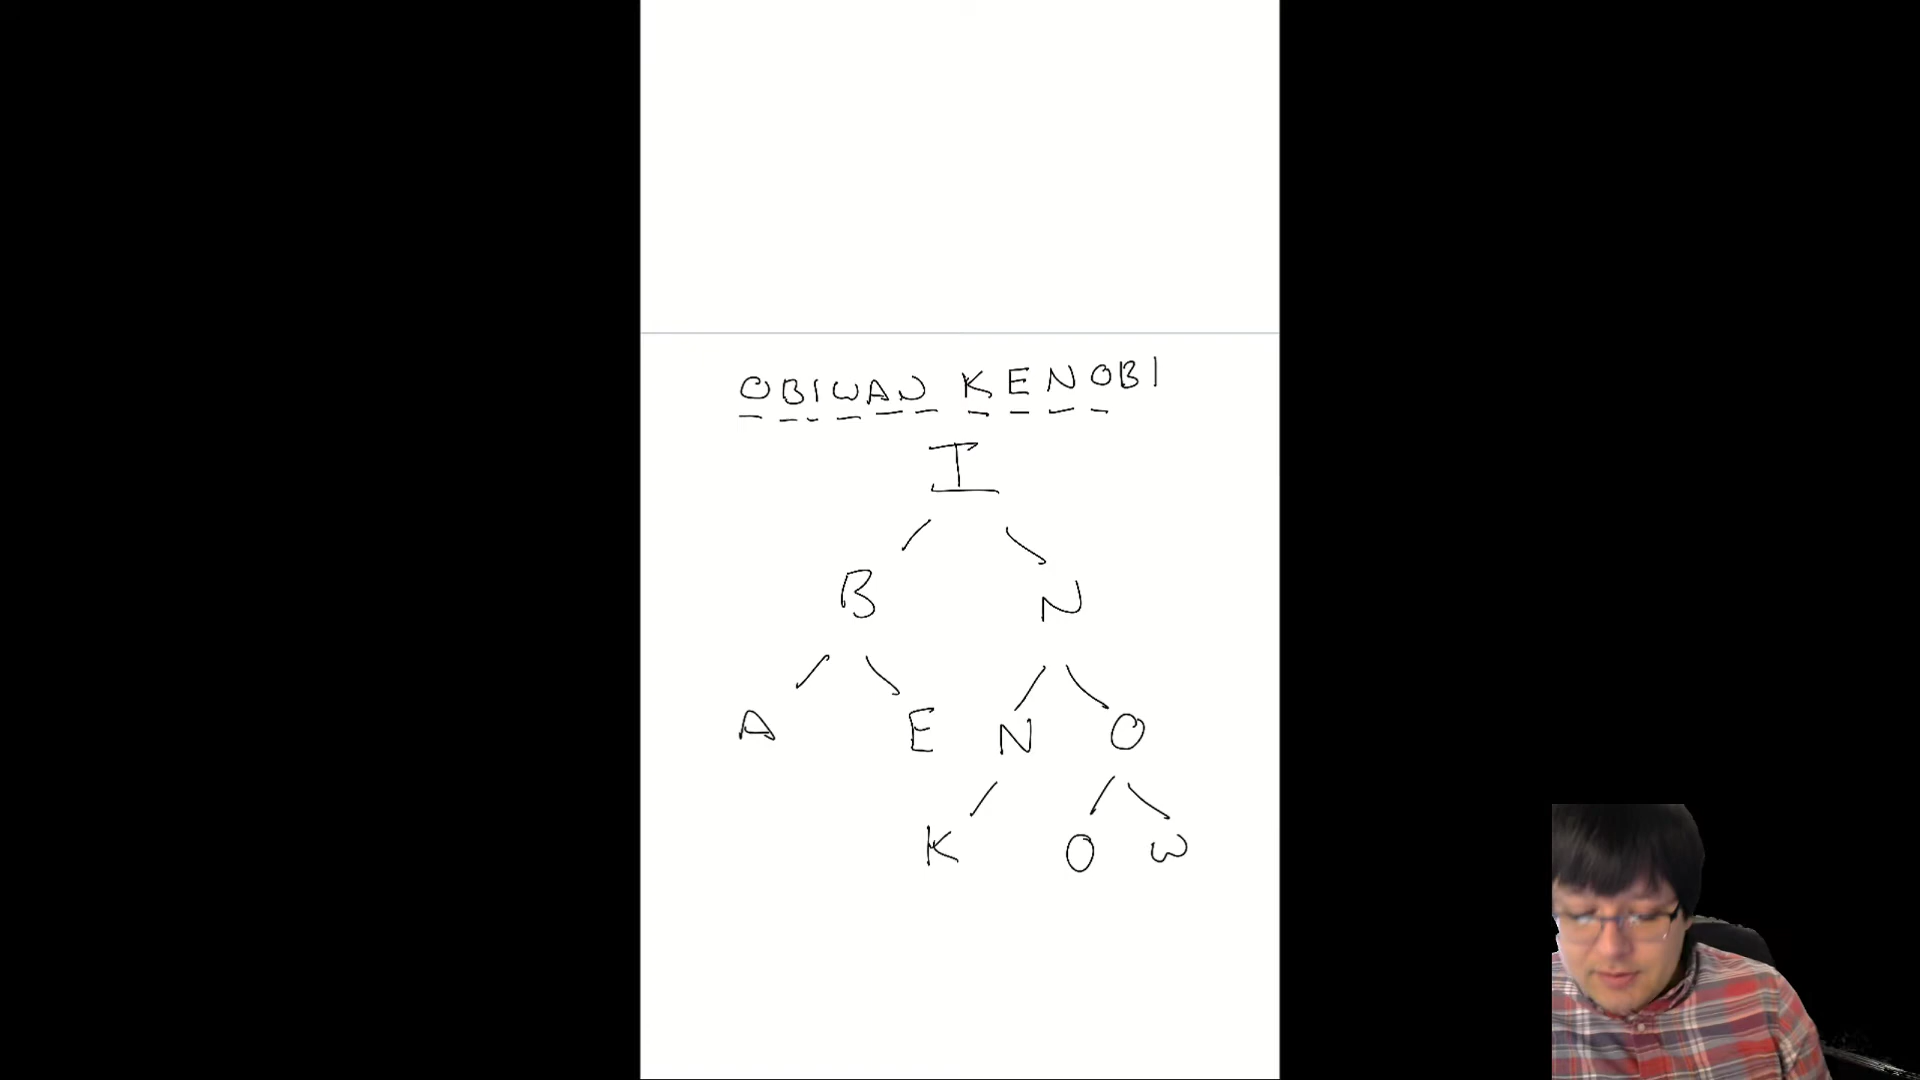 OBIWAN KENOBI
I
B N
A E N O
K O W